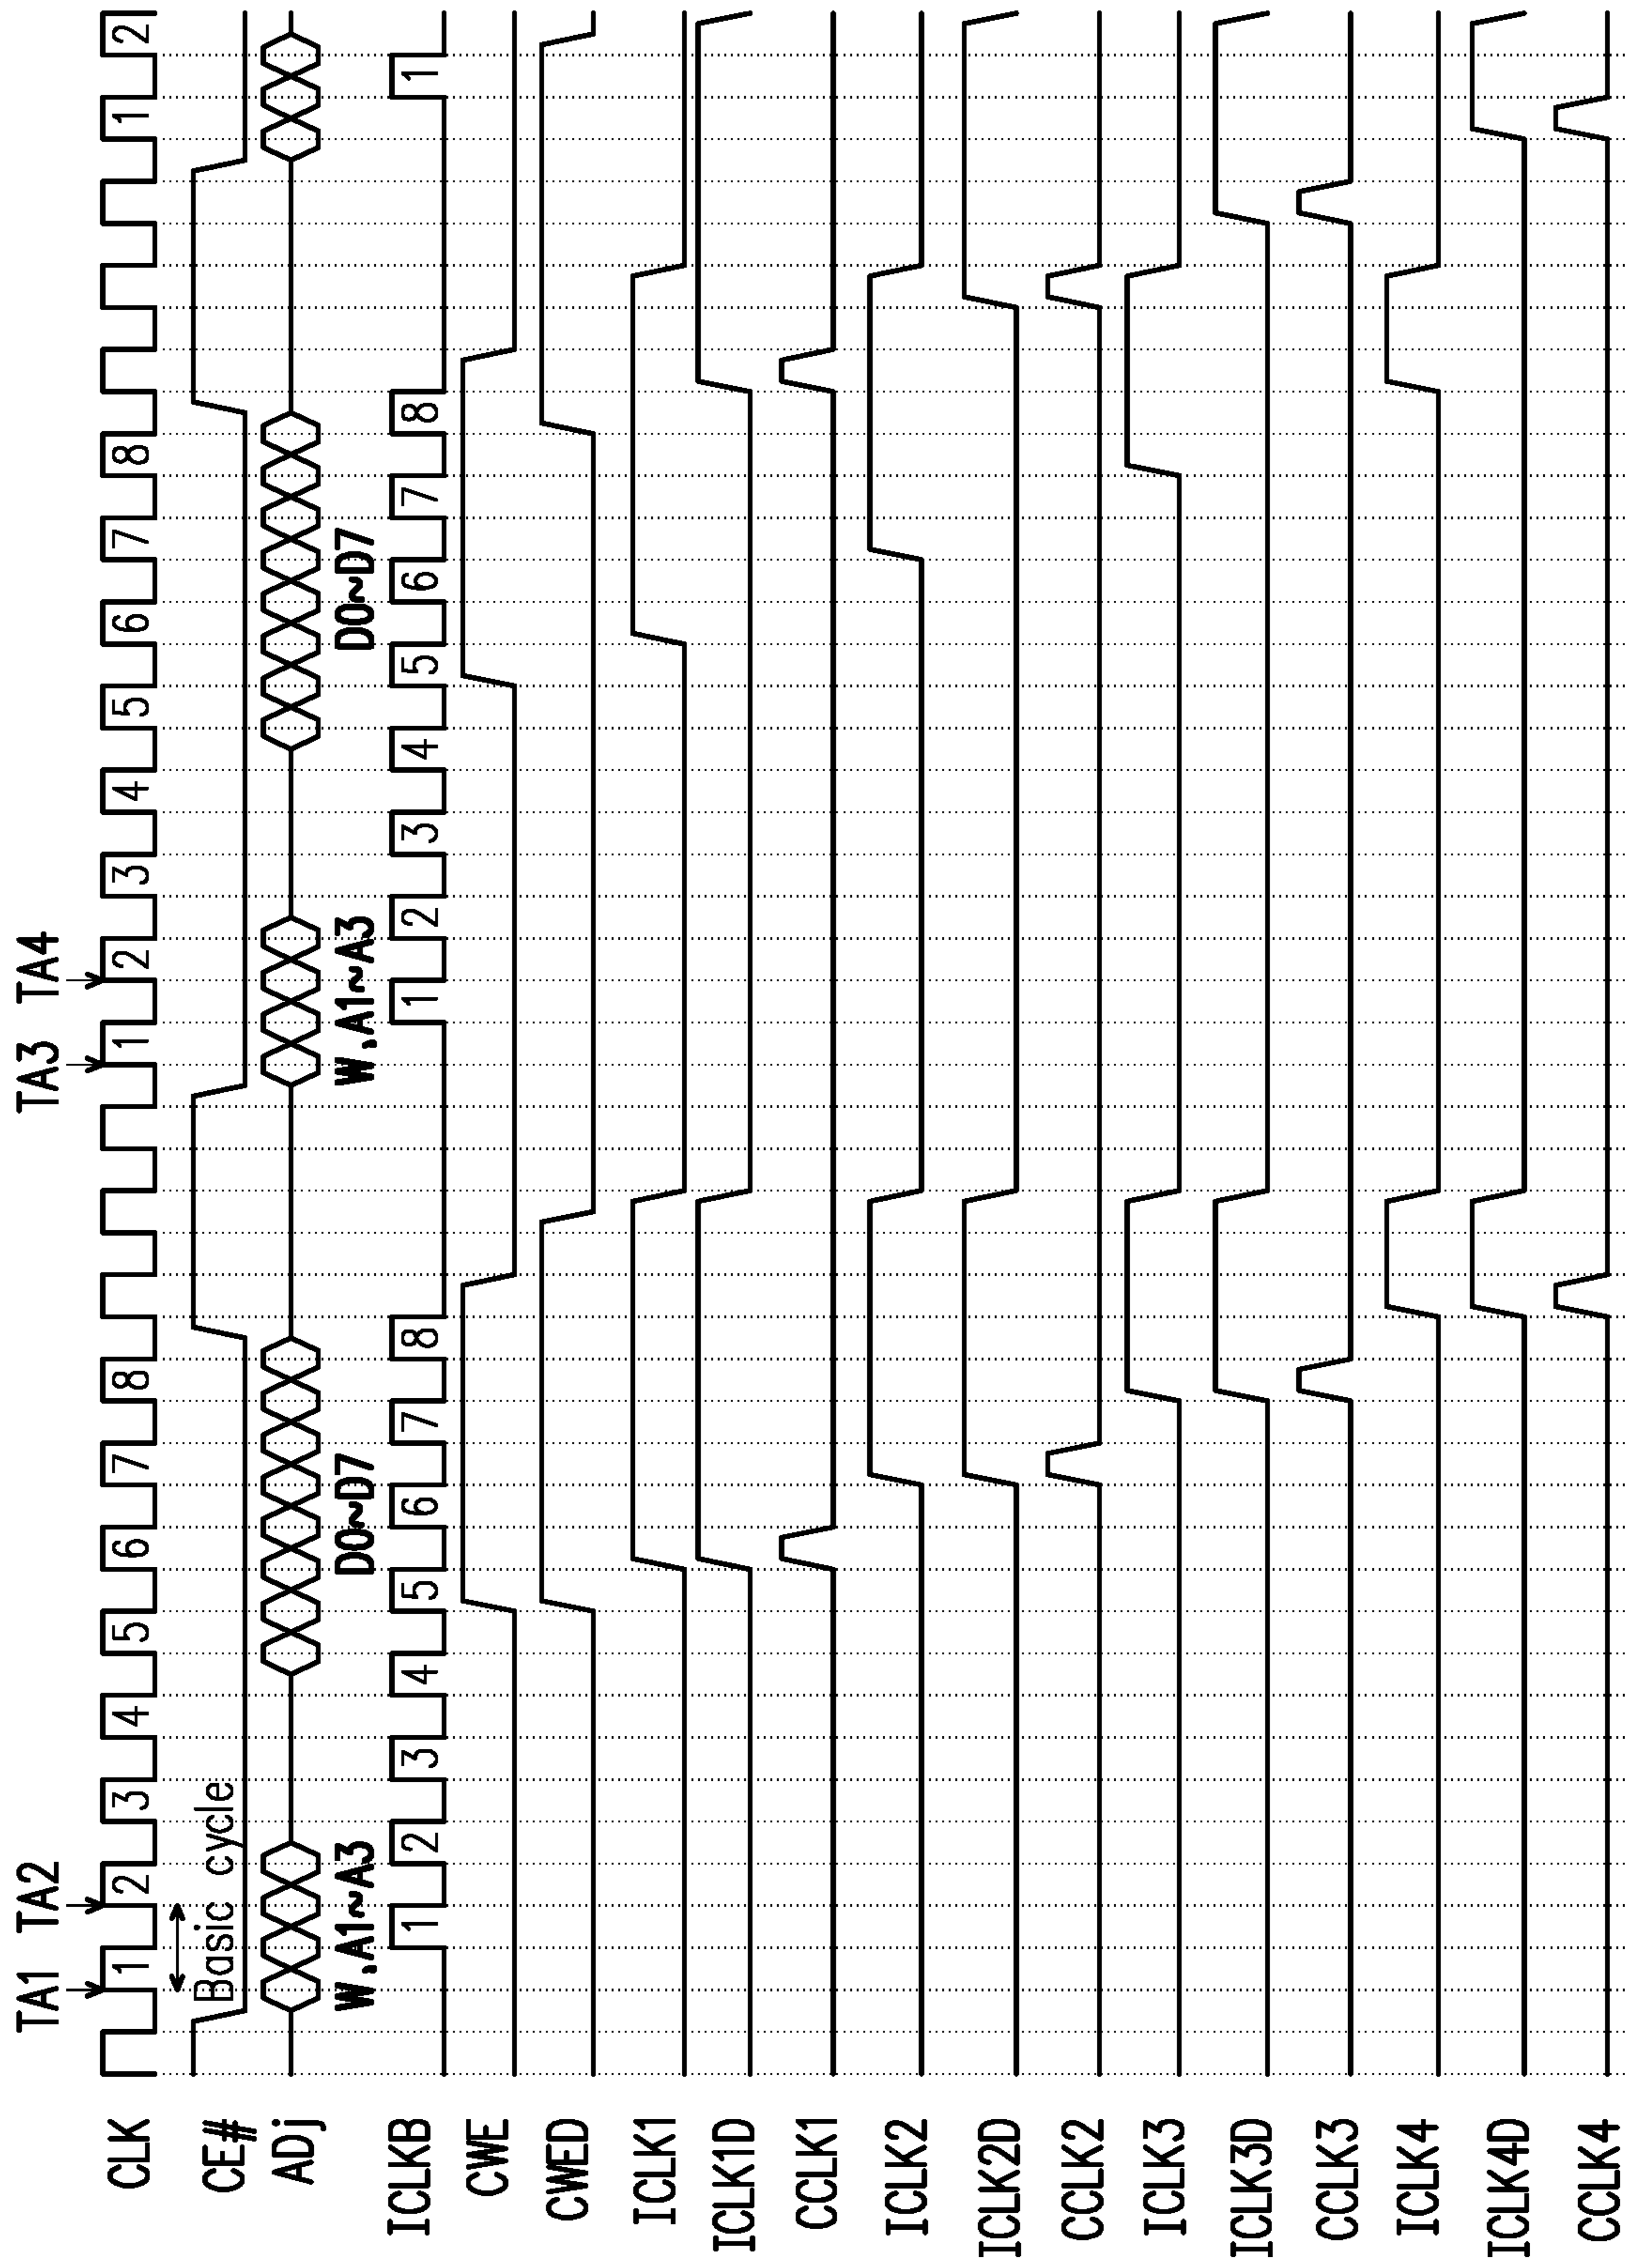 TA1 TA2 TA3 TA4
CLK 1 2 3 4 5 6 7 8 1 2 3 4 5 6 7 8 1 2
CE# Basic cycle
ADj
W.A1~A3 D0~D7 W.A1~A3 D0~D7
ICLKB 1 2 3 4 5 6 7 8 1 2 3 4 5 6 7 8 1
CWE
CWED
ICLK1
ICLK1D
CCLK1
ICLK2
ICLK2D
CCLK2
ICLK3
ICLK3D
CCLK3
ICLK4
ICLK4D
CCLK4